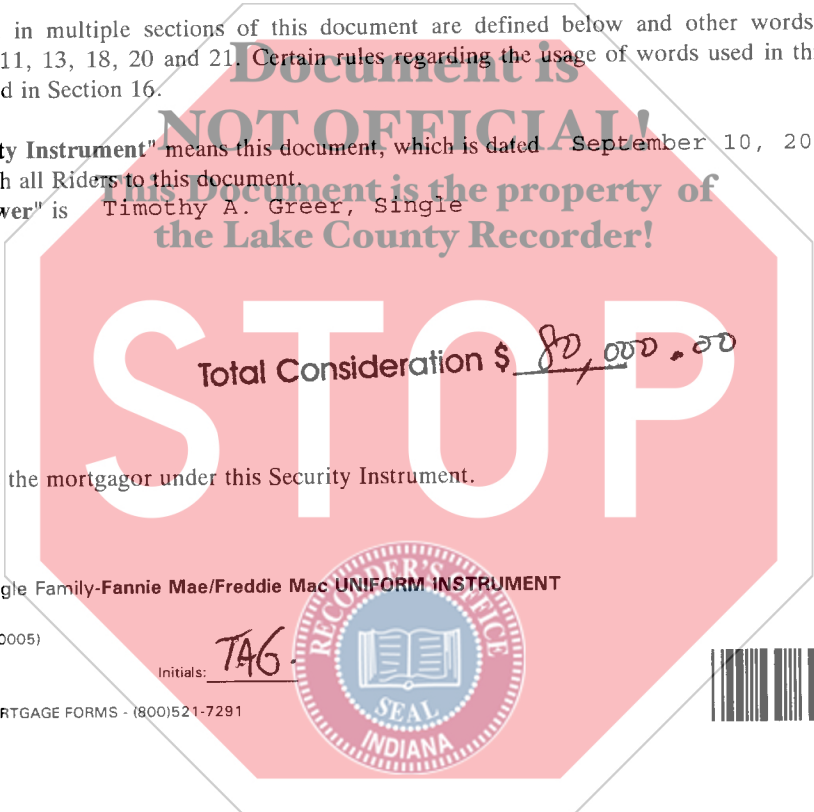 in multiple sections of this document are defined below and other words
11, 13, 18, 20 and 21. Certain rules regarding the usage of words used in th
Document is
d in Section 16.
NOT OFFICIAL!
ty Instrument" means this document, which is dated September 10, 20
h all Riders to this document.
This Document is the property of
wer" is Timothy A. Greer, Single
the Lake County Recorder!
STOP
Total Consideration $ 80,000.00
the mortgagor under this Security Instrument.
gle Family-Fannie Mae/Freddie Mac UNIFORM INSTRUMENT
0005)
Initials: TAG.
RTGAGE FORMS - (800)521-7291
RECORDER'S OFFICE
SEAL
INDIANA